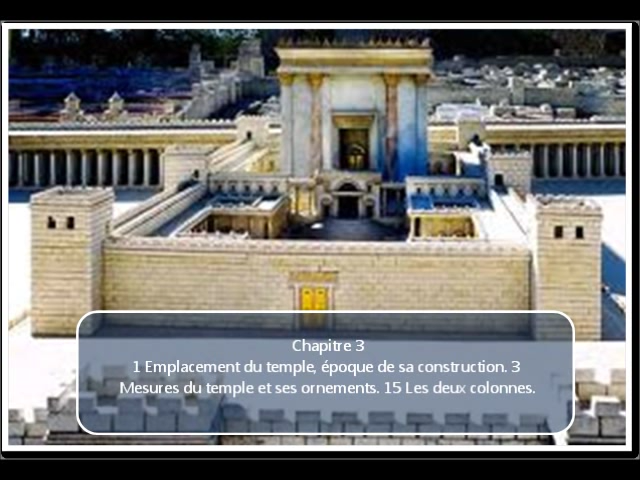 Chapitre 3
1 Emplacement du temple, époque de sa construction. 3
Mesures du temple et ses ornements. 15 Les deux colonnes.